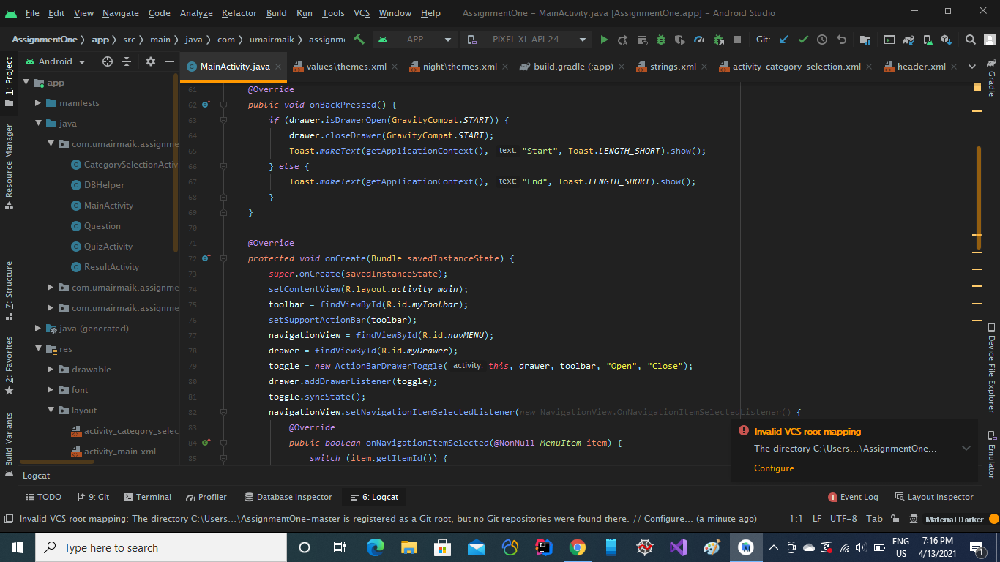 File Edit View Navigate Code Analyze Refactor Build Run Tools VCS Window Help AssignmentOne – MainActivity.java [AssignmentOne.app] – Android Studio
AssignmentOne app src main java com umairmaik assignme APP PIXEL XL API 24 Git:
Android
MainActivity.java values\themes.xml night\themes.xml build.gradle (:app) strings.xml activity_category_selection.xml header.xml
1: Project
Resource Manager
Z: Structure
2: Favorites
Build Variants
app
manifests
java
com.umairmaik.assignme
CategorySelectionActivi
DBHelper
MainActivity
Question
QuizActivity
ResultActivity
com.umairmaik.assignme
com.umairmaik.assignme
java (generated)
res
drawable
font
layout
activity_category_selec
activity_main.xml
61 @Override
62 public void onBackPressed() {
63 if (drawer.isDrawerOpen(GravityCompat.START)) {
64 drawer.closeDrawer(GravityCompat.START);
65 Toast.makeText(getApplicationContext(), text: "Start", Toast.LENGTH_SHORT).show();
66 } else {
67 Toast.makeText(getApplicationContext(), text: "End", Toast.LENGTH_SHORT).show();
68 }
69 }
70
71 @Override
72 protected void onCreate(Bundle savedInstanceState) {
73 super.onCreate(savedInstanceState);
74 setContentView(R.layout.activity_main);
75 toolbar = findViewById(R.id.myToolbar);
76 setSupportActionBar(toolbar);
77 navigationView = findViewById(R.id.navMENU);
78 drawer = findViewById(R.id.myDrawer);
79 toggle = new ActionBarDrawerToggle( activity: this, drawer, toolbar, "Open", "Close");
80 drawer.addDrawerListener(toggle);
81 toggle.syncState();
82 navigationView.setNavigationItemSelectedListener(new NavigationView.OnNavigationItemSelectedListener() {
83 @Override
84 public boolean onNavigationItemSelected(@NonNull MenuItem item) {
85 switch (item.getItemId()) {
Gradle
Device File Explorer
Emulator
Invalid VCS root mapping
The directory C:\Users...\AssignmentOne-...
Configure...
Logcat
TODO 9: Git Terminal Profiler Database Inspector 6: Logcat 1 Event Log Layout Inspector
Invalid VCS root mapping: The directory C:\Users...\AssignmentOne-master is registered as a Git root, but no Git repositories were found there. // Configure... (a minute ago) 1:1 LF UTF-8 Tab Material Darker
Type here to search
ENG
US
7:16 PM
4/13/2021
1